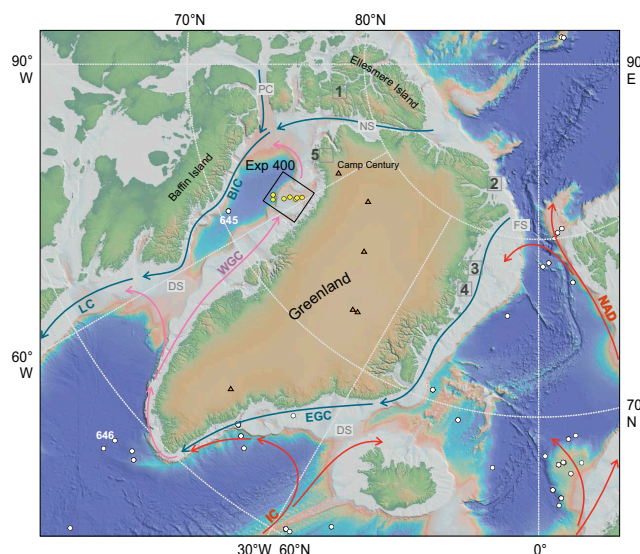 70°N
80°N
90°
W
90°
E
Ellesmere Island
1
PC
NS
Baffin Island
5
Camp Century
Exp 400
BIC
2
645
FS
WGC
3
4
DS
LC
Greenland
NAD
60°
W
EGC
70°
N
DS
646
IC
30°W
60°N
0°